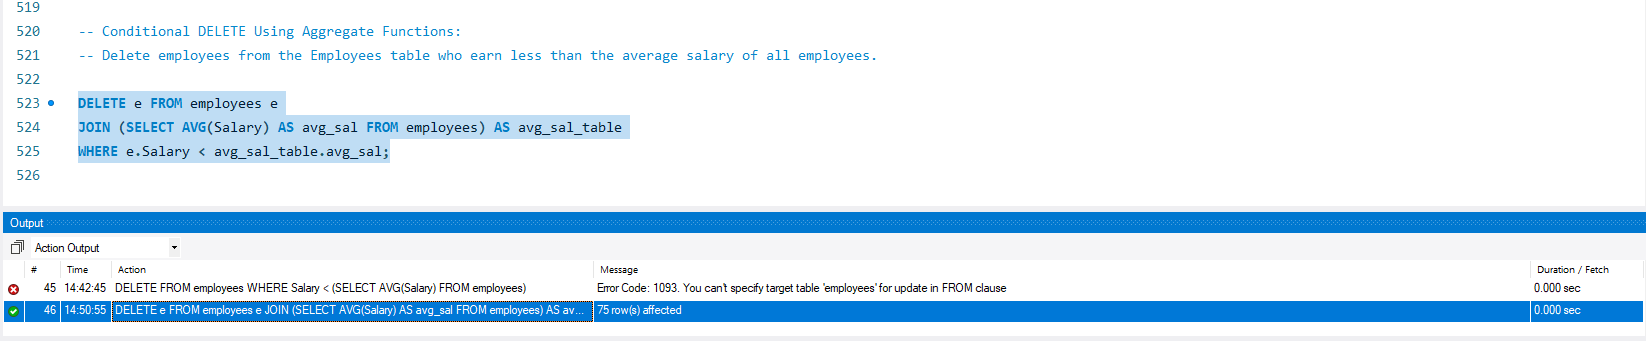 519
520 -- Conditional DELETE Using Aggregate Functions:
521 -- Delete employees from the Employees table who earn less than the average salary of all employees.
522
523 DELETE e FROM employees e
524 JOIN (SELECT AVG(Salary) AS avg_sal FROM employees) AS avg_sal_table
525 WHERE e.Salary < avg_sal_table.avg_sal;
526
Output
Action Output
# Time Action Message Duration / Fetch
45 14:42:45 DELETE FROM employees WHERE Salary < (SELECT AVG(Salary) FROM employees) Error Code: 1093. You can't specify target table 'employees' for update in FROM clause 0.000 sec
46 14:50:55 DELETE e FROM employees e JOIN (SELECT AVG(Salary) AS avg_sal FROM employees) AS av... 75 row(s) affected 0.000 sec